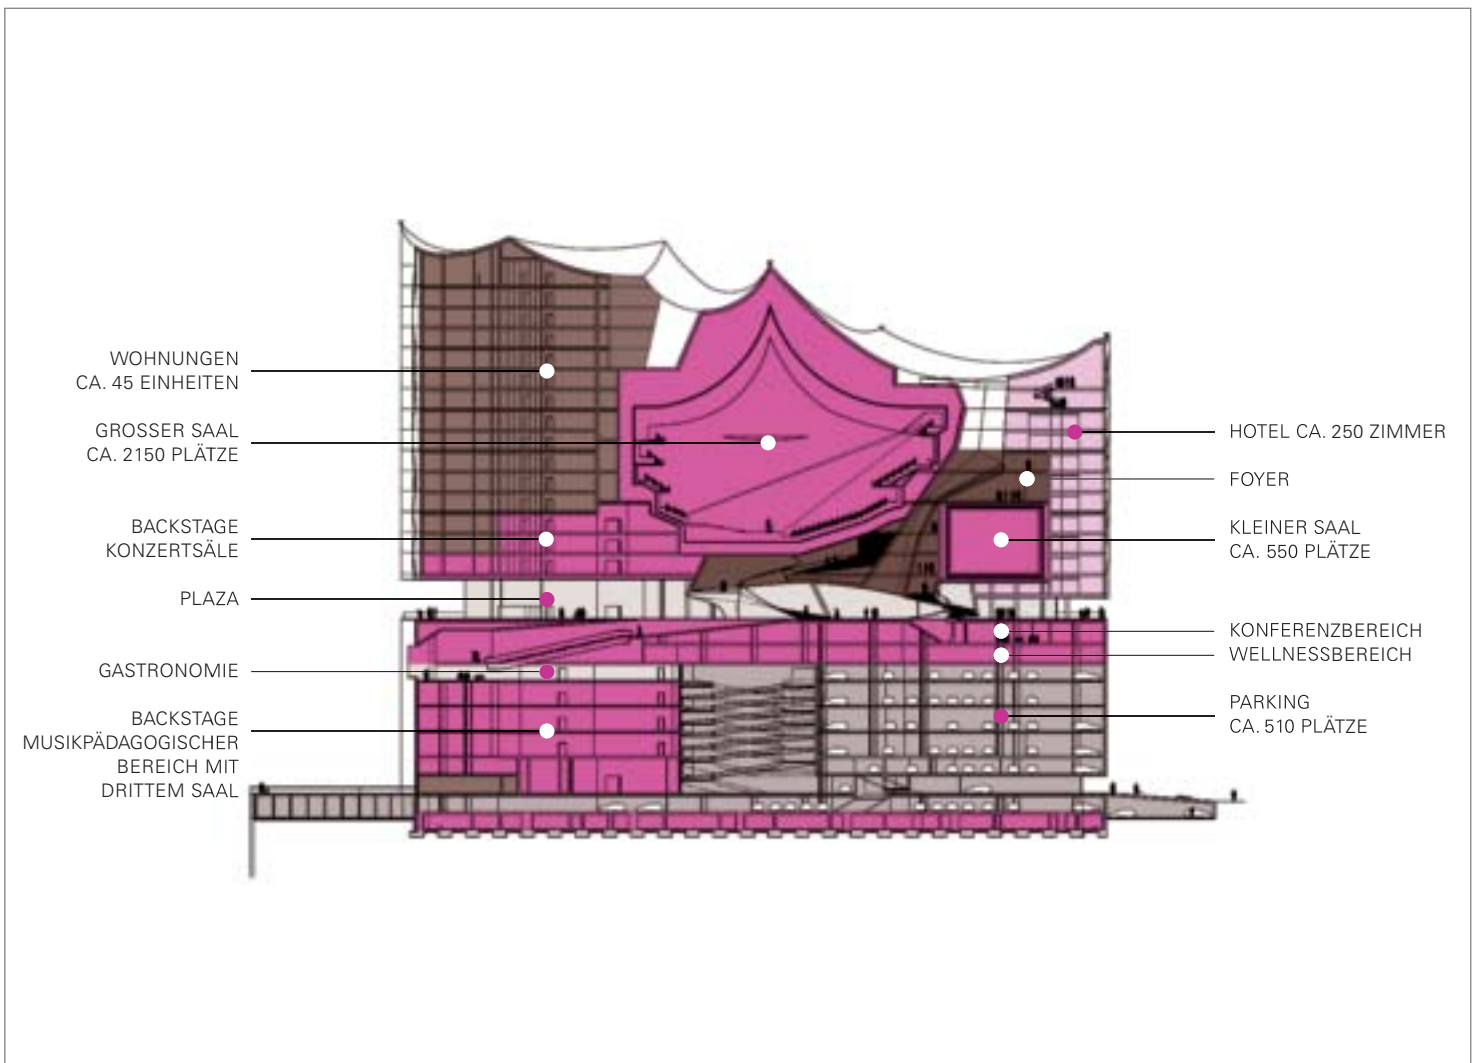 WOHNUNGEN
CA. 45 EINHEITEN
GROSSER SAAL
CA. 2150 PLÄTZE
BACKSTAGE
KONZERTSÄLE
PLAZA
GASTRONOMIE
BACKSTAGE
MUSIKPÄDAGOGISCHER
BEREICH MIT
DRITTEM SAAL
HOTEL CA. 250 ZIMMER
FOYER
KLEINER SAAL
CA. 550 PLÄTZE
KONFERENZBEREICH
WELLNESSBEREICH
PARKING
CA. 510 PLÄTZE